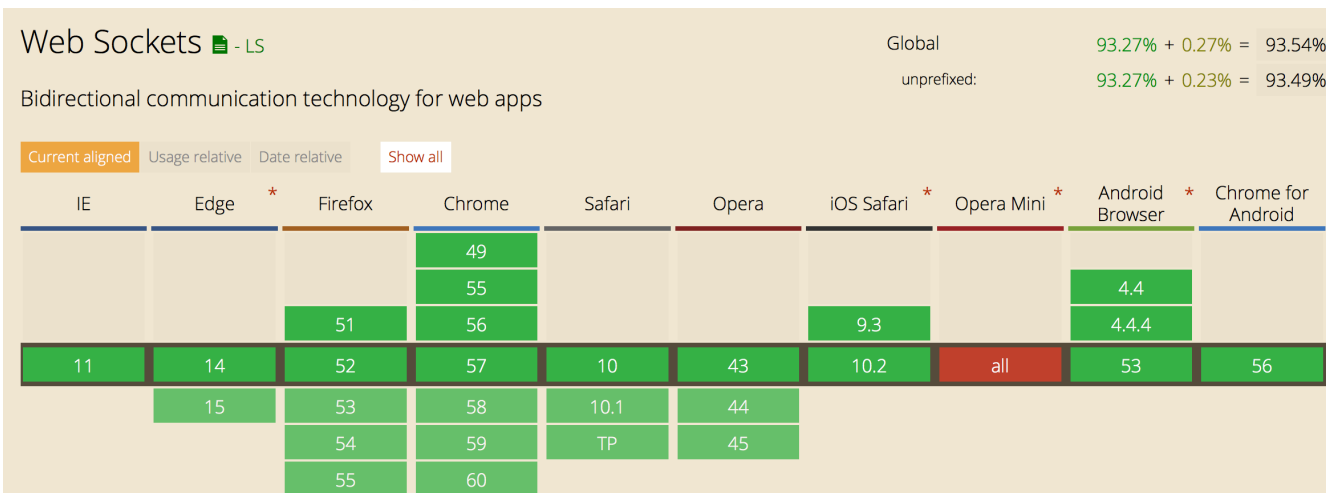 Web Sockets - LS
Global 93.27% + 0.27% = 93.54%
unprefixed: 93.27% + 0.23% = 93.49%
Bidirectional communication technology for web apps
Current aligned Usage relative Date relative Show all
IE Edge * Firefox Chrome Safari Opera iOS Safari * Opera Mini * Android Browser * Chrome for Android
49
55 4.4
51 56 9.3 4.4.4
11 14 52 57 10 43 10.2 all 53 56
15 53 58 10.1 44
54 59 TP 45
55 60